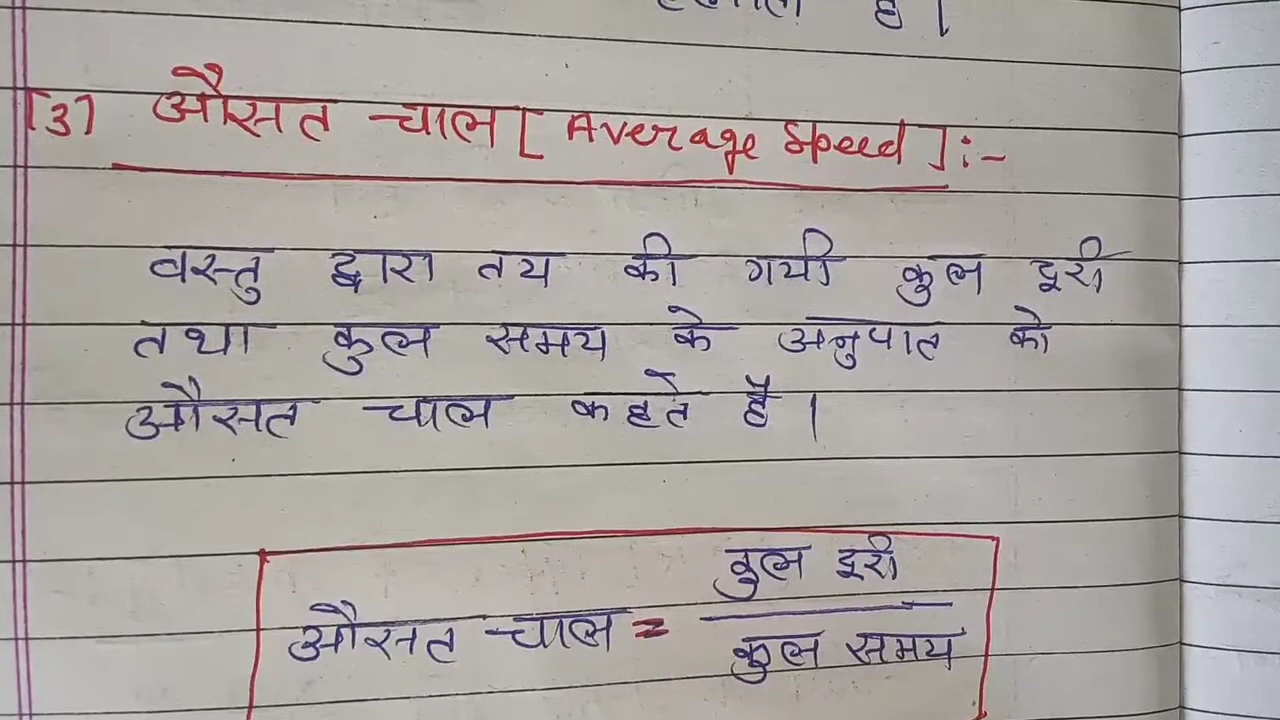 है।
[3] औसत चाल [Average Speed] :-
वस्तु द्वारा तय की गयी कुल दूरी
तथा कुल समय के अनुपात को
औसत चाल कहते है।
कुल दूरी
औसत चाल =
कुल समय